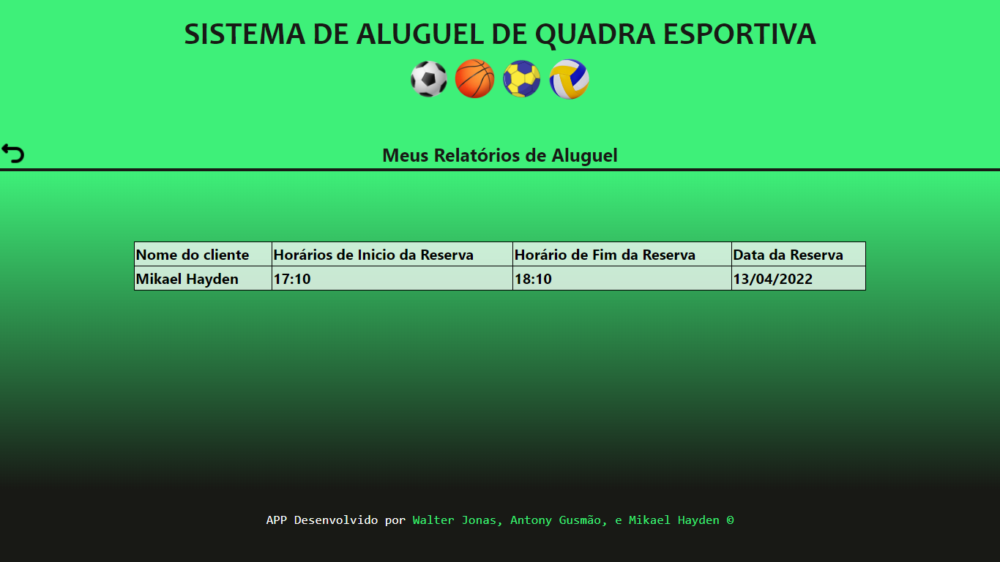 SISTEMA DE ALUGUEL DE QUADRA ESPORTIVA
Meus Relatórios de Aluguel
Nome do cliente Horários de Inicio da Reserva Horário de Fim da Reserva Data da Reserva
Mikael Hayden 17:10 18:10 13/04/2022
APP Desenvolvido por Walter Jonas, Antony Gusmão, e Mikael Hayden ©